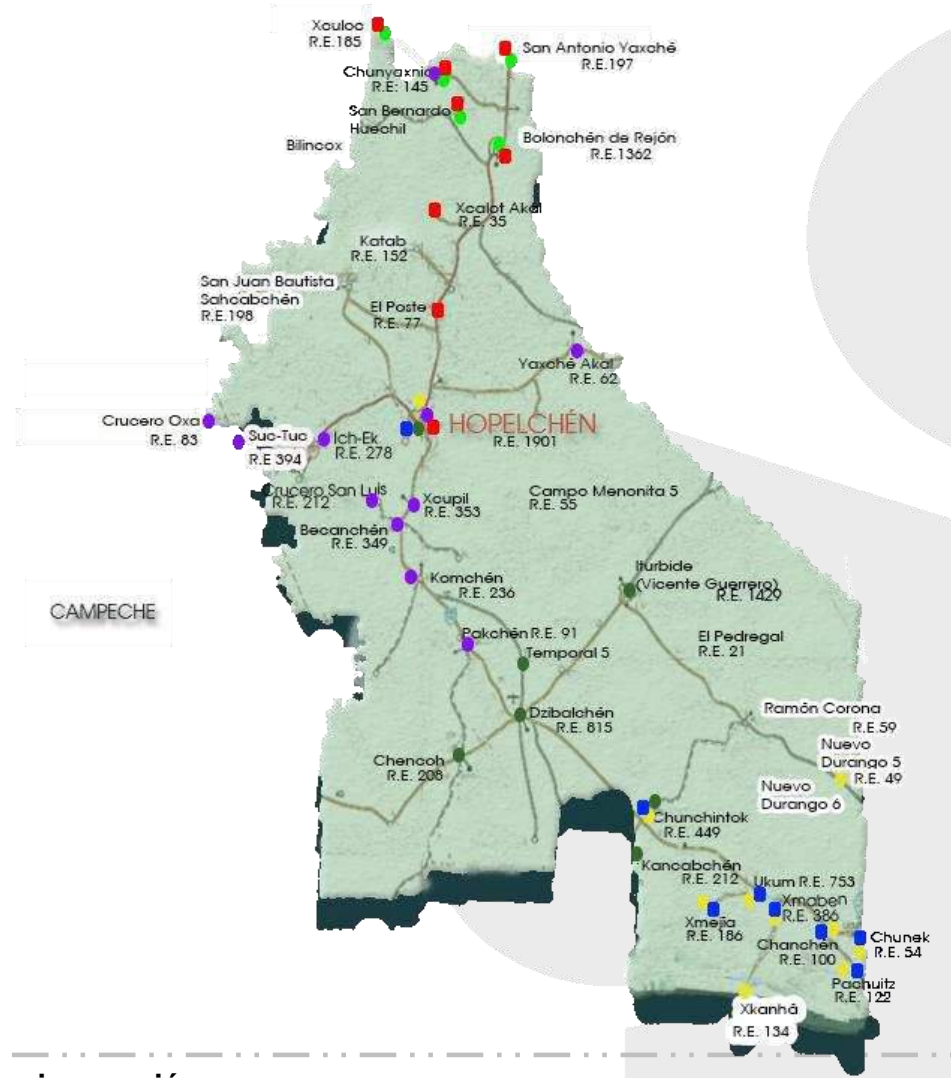 Xculoc
R.E.185
San Antonio Yaxché
R.E.197
Chunyaxnic
R.E: 145
San Bernardo
Huechil
Bilincox
Bolonchén de Rejón
R.E.1362
Xcalot Akal
R.E. 35
Katab
R.E. 152
San Juan Bautista
Sahcabchén
R.E.198
El Poste
R.E. 77
Yaxché Akal
R.E. 62
Crucero Oxa
R.E. 83
Suc-Tuc
R.E 394
Ich-Ek
R.E. 278
HOPELCHÉN
R.E. 1901
Crucero San Luis
R.E. 212
Xcupil
R.E. 353
Campo Menonita 5
R.E. 55
Becanchén
R.E. 349
Komchén
R.E. 236
Iturbide
(Vicente Guerrero)
R.E. 1429
CAMPECHE
Pakchén R.E. 91
Temporal 5
El Pedregal
R.E. 21
Dzibalchén
R.E. 815
Ramón Corona
R.E.59
Chencoh
R.E. 208
Nuevo
Durango 5
R.E. 49
Nuevo
Durango 6
Chunchintok
R.E. 449
Kancabchén
R.E. 212
Ukum R.E. 753
Xmaben
R.E. 386
Xmejía
R.E. 186
Chanchén
R.E. 100
Chunek
R.E. 54
Pachuitz
R.E. 122
Xkanhá
R.E. 134